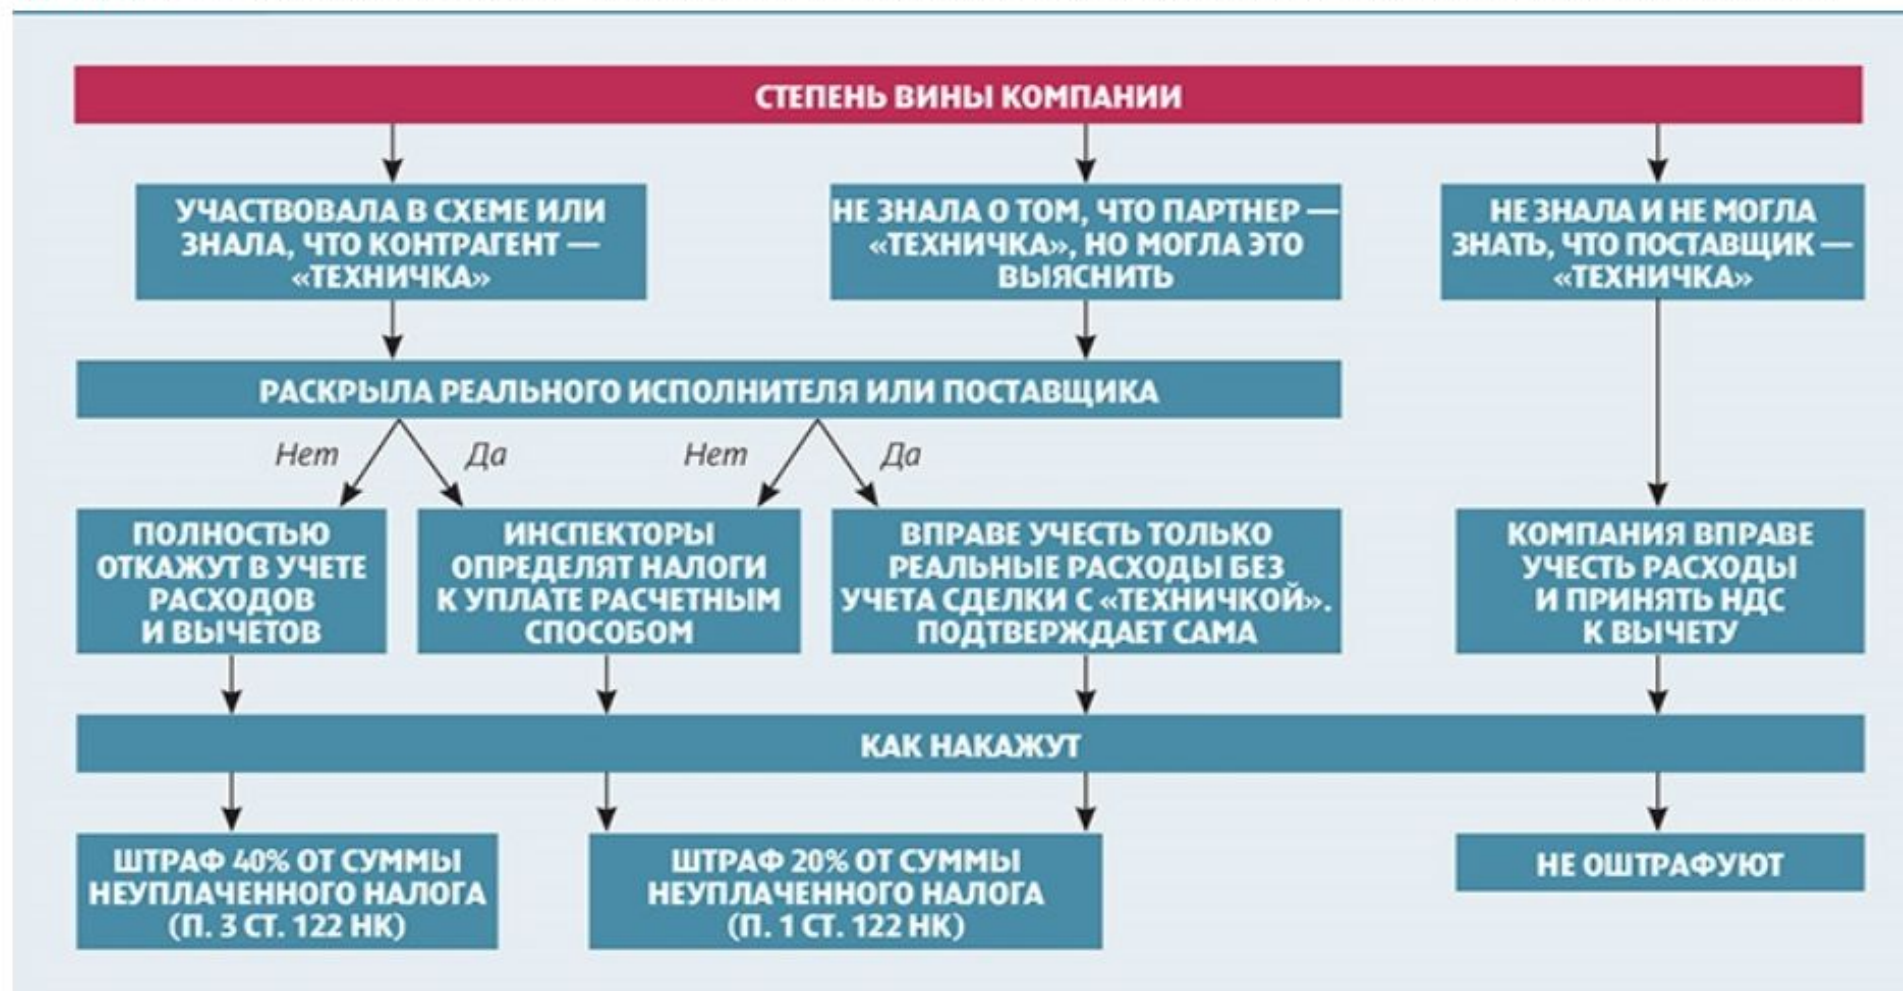 СТЕПЕНЬ ВИНЫ КОМПАНИИ
УЧАСТВОВАЛА В СХЕМЕ ИЛИ
ЗНАЛА, ЧТО КОНТРАГЕНТ —
«ТЕХНИЧКА»
НЕ ЗНАЛА О ТОМ, ЧТО ПАРТНЕР —
«ТЕХНИЧКА», НО МОГЛА ЭТО
ВЫЯСНИТЬ
НЕ ЗНАЛА И НЕ МОГЛА
ЗНАТЬ, ЧТО ПОСТАВЩИК —
«ТЕХНИЧКА»
РАСКРЫЛА РЕАЛЬНОГО ИСПОЛНИТЕЛЯ ИЛИ ПОСТАВЩИКА
Нет
Да
Нет
Да
ПОЛНОСТЬЮ
ОТКАЖУТ В УЧЕТЕ
РАСХОДОВ
И ВЫЧЕТОВ
ИНСПЕКТОРЫ
ОПРЕДЕЛЯТ НАЛОГИ
К УПЛАТЕ РАСЧЕТНЫМ
СПОСОБОМ
ВПРАВЕ УЧЕСТЬ ТОЛЬКО
РЕАЛЬНЫЕ РАСХОДЫ БЕЗ
УЧЕТА СДЕЛКИ С «ТЕХНИЧКОЙ».
ПОДТВЕРЖДАЕТ САМА
КОМПАНИЯ ВПРАВЕ
УЧЕСТЬ РАСХОДЫ
И ПРИНЯТЬ НДС
К ВЫЧЕТУ
КАК НАКАЖУТ
ШТРАФ 40% ОТ СУММЫ
НЕУПЛАЧЕННОГО НАЛОГА
(П. 3 СТ. 122 НК)
ШТРАФ 20% ОТ СУММЫ
НЕУПЛАЧЕННОГО НАЛОГА
(П. 1 СТ. 122 НК)
НЕ ОШТРАФУЮТ